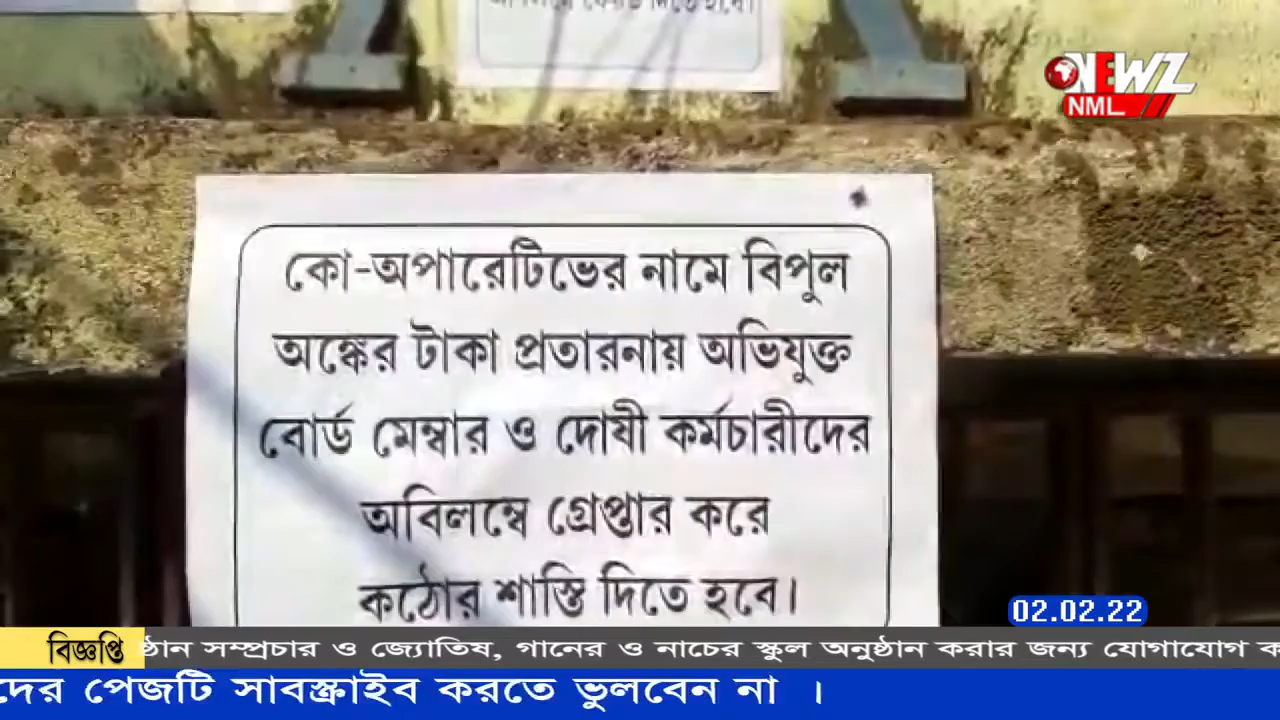 দিতে হবে।
NEWZ
NML
কো-অপারেটিভের নামে বিপুল
অঙ্কের টাকা প্রতারনায় অভিযুক্ত
বোর্ড মেম্বার ও দোষী কর্মচারীদের
অবিলম্বে গ্রেপ্তার করে
কঠোর শাস্তি দিতে হবে।
02.02.22
বিজ্ঞপ্তি ষ্ঠান সম্প্রচার ও জ্যোতিষ, গানের ও নাচের স্কুল অনুষ্ঠান করার জন্য যোগাযোগ ক
দের পেজটি সাবস্ক্রাইব করতে ভুলবেন না ।